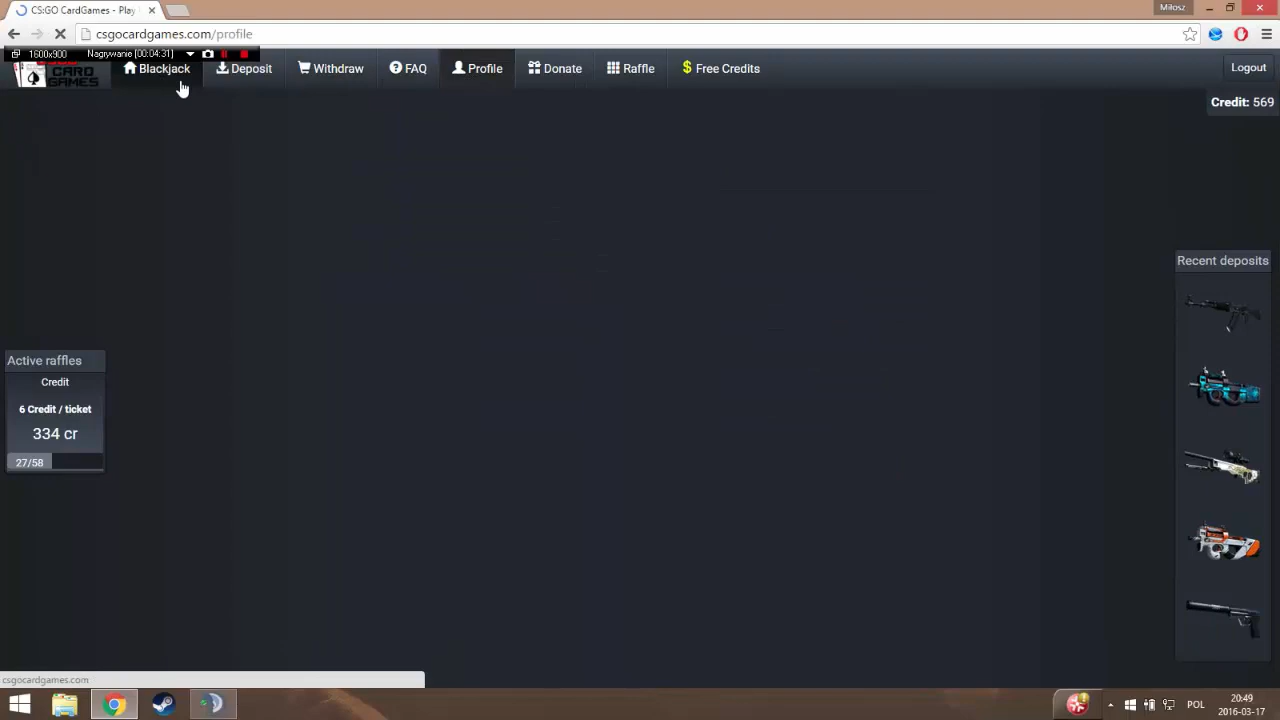 CS:GO CardGames - Play
Miłosz
csgocardgames.com/profile
1600x900 Nagrywanie [00:04:31]
CARD
GAMES
Blackjack Deposit Withdraw FAQ Profile Donate Raffle $ Free Credits Logout
Credit: 569
Recent deposits
Active raffles
Credit
6 Credit / ticket
334 cr
27/58
csgocardgames.com
POL
20:49
2016-03-17